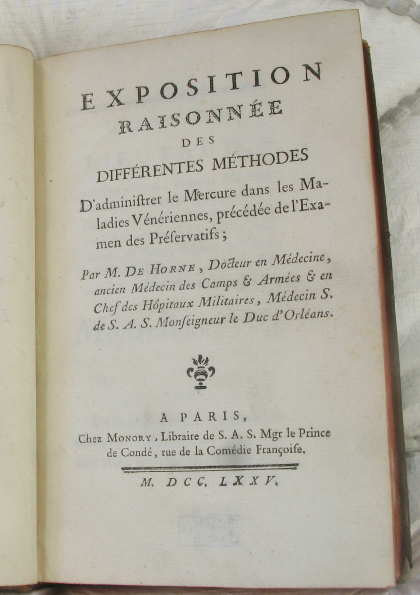 EXPOSITION
RAISONNÉE
DES
DIFFÉRENTES MÉTHODES
D'adminiſtrer le Mercure dans les Ma-
ladies Vénériennes, précédée de l'Exa-
men des Préſervatifs;
Par M. DE HORNE, Docteur en Médecine,
ancien Médecin des Camps & Armées & en
Chef des Hôpitaux Militaires, Médecin S.
de S. A. S. Monſeigneur le Duc d'Orléans.
A PARIS,
Chez MONORY, Libraire de S. A. S. Mgr le Prince
de Condé, rue de la Comédie Françoiſe.
M. DCC. LXXV.